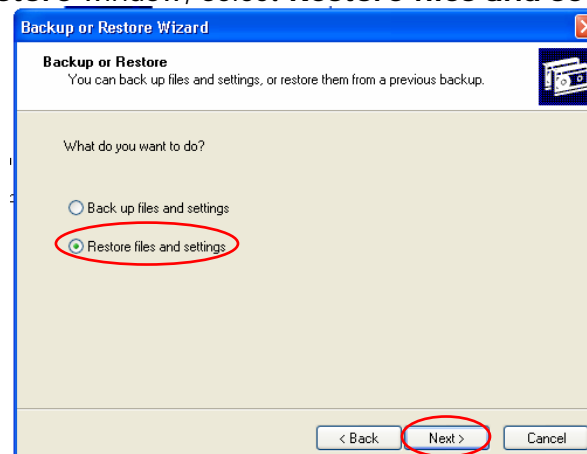 Backup or Restore Wizard
Backup or Restore
You can back up files and settings, or restore them from a previous backup.
What do you want to do?
Back up files and settings
Restore files and settings
< Back Next > Cancel